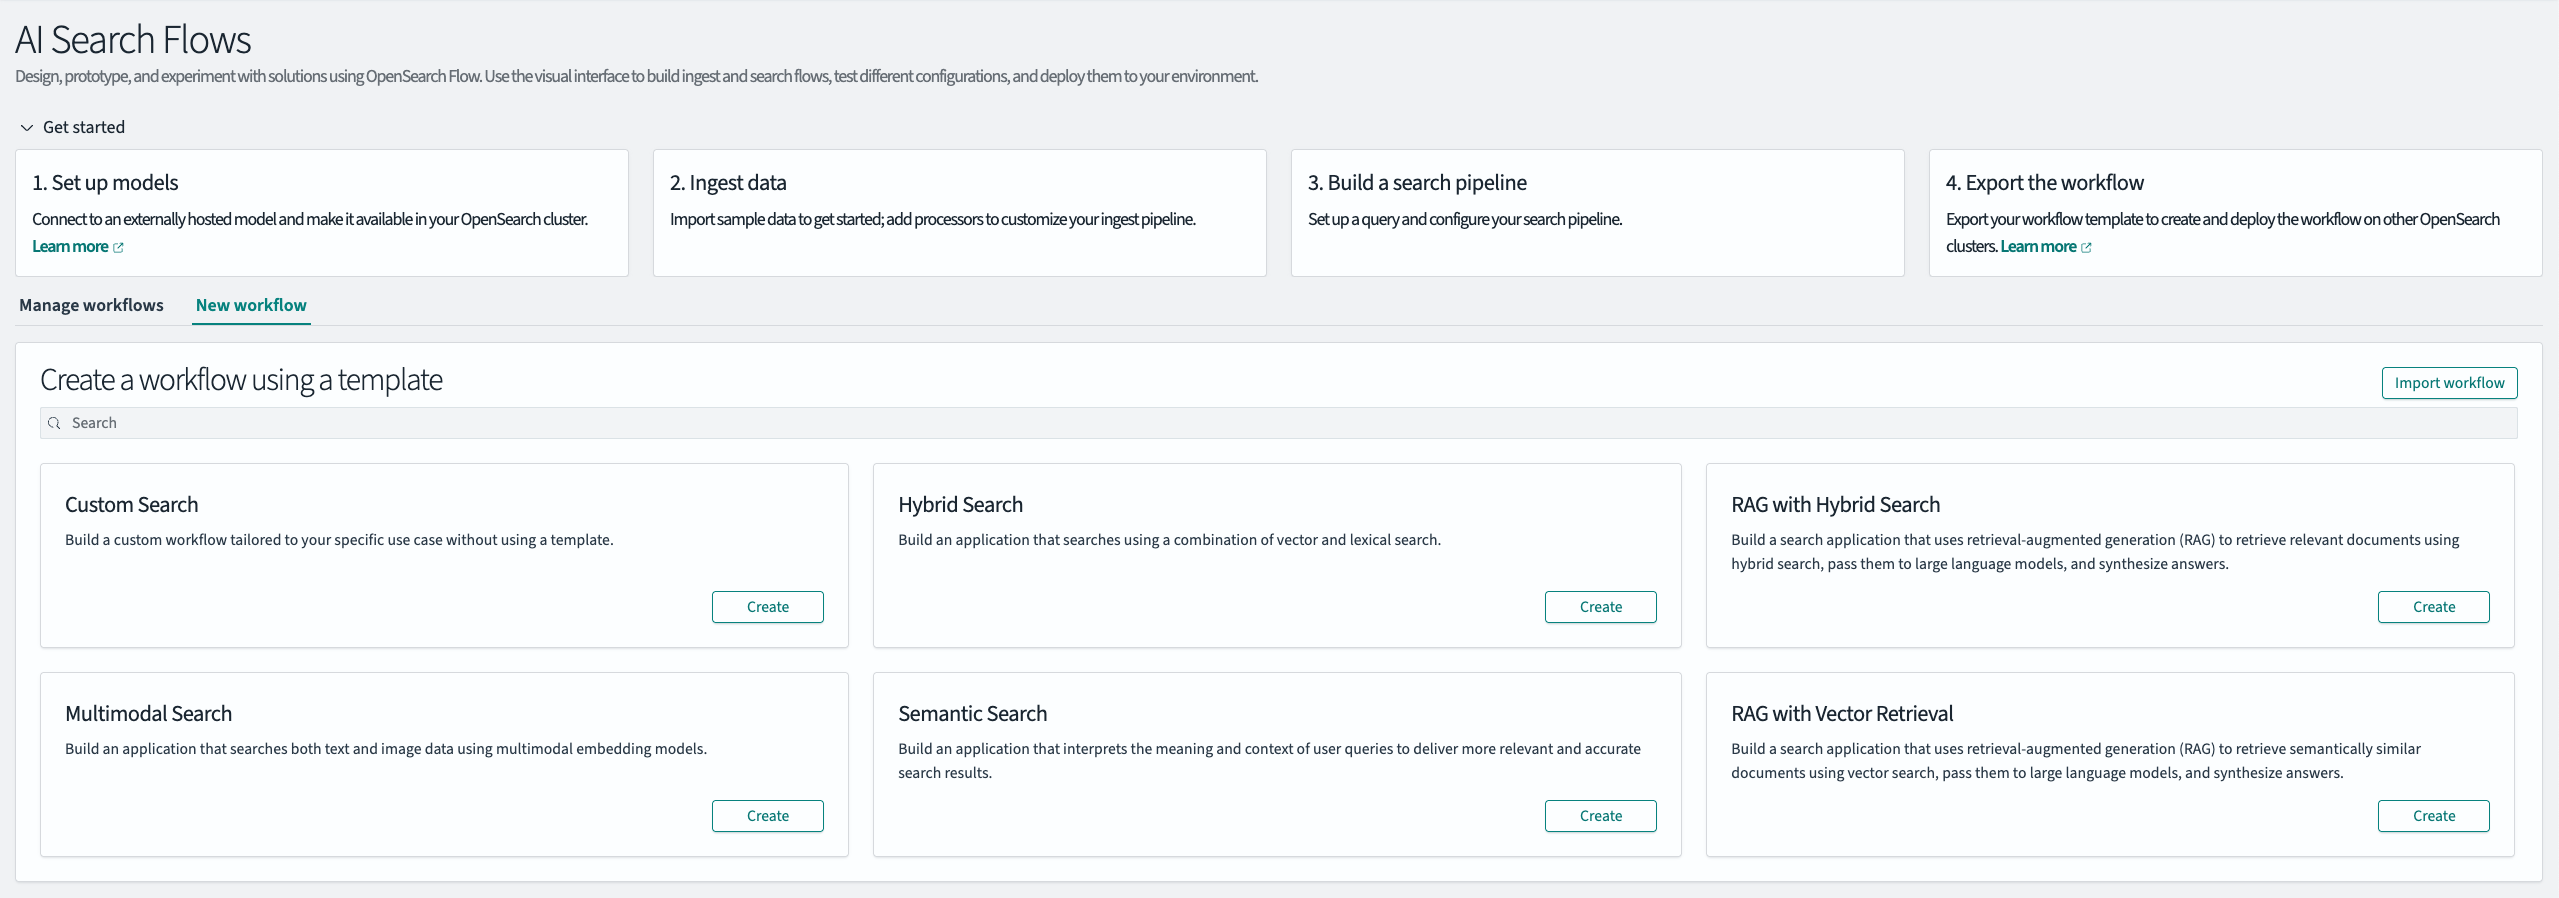 AI Search Flows
Design, prototype, and experiment with solutions using OpenSearch Flow. Use the visual interface to build ingest and search flows, test different configurations, and deploy them to your environment.
Get started
1. Set up models
Connect to an externally hosted model and make it available in your OpenSearch cluster.
Learn more
2. Ingest data
Import sample data to get started; add processors to customize your ingest pipeline.
3. Build a search pipeline
Set up a query and configure your search pipeline.
4. Export the workflow
Export your workflow template to create and deploy the workflow on other OpenSearch
clusters. Learn more
Manage workflows
New workflow
Create a workflow using a template
Import workflow
Search
Custom Search
Build a custom workflow tailored to your specific use case without using a template.
Create
Hybrid Search
Build an application that searches using a combination of vector and lexical search.
Create
RAG with Hybrid Search
Build a search application that uses retrieval-augmented generation (RAG) to retrieve relevant documents using
hybrid search, pass them to large language models, and synthesize answers.
Create
Multimodal Search
Build an application that searches both text and image data using multimodal embedding models.
Create
Semantic Search
Build an application that interprets the meaning and context of user queries to deliver more relevant and accurate
search results.
Create
RAG with Vector Retrieval
Build a search application that uses retrieval-augmented generation (RAG) to retrieve semantically similar
documents using vector search, pass them to large language models, and synthesize answers.
Create